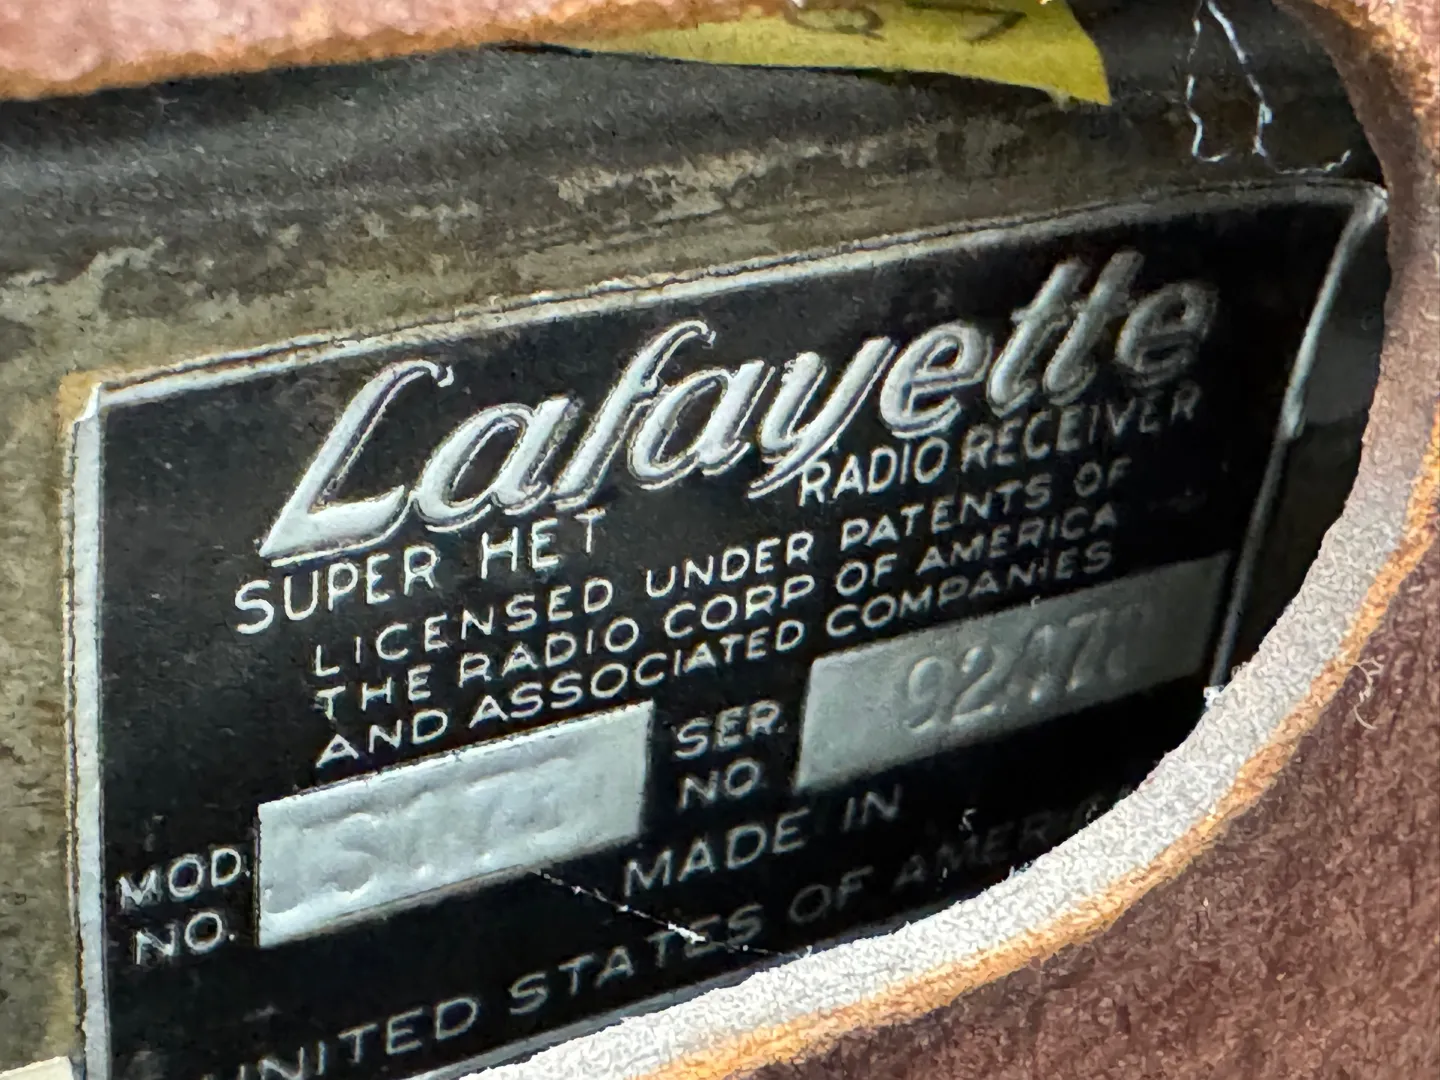 Lafayette
RADIO RECEIVER
SUPER HET
LICENSED UNDER PATENTS OF
THE RADIO CORP OF AMERICA
AND ASSOCIATED COMPANIES
MOD. NO.
SER. NO.
MADE IN
UNITED STATES OF AMERICA